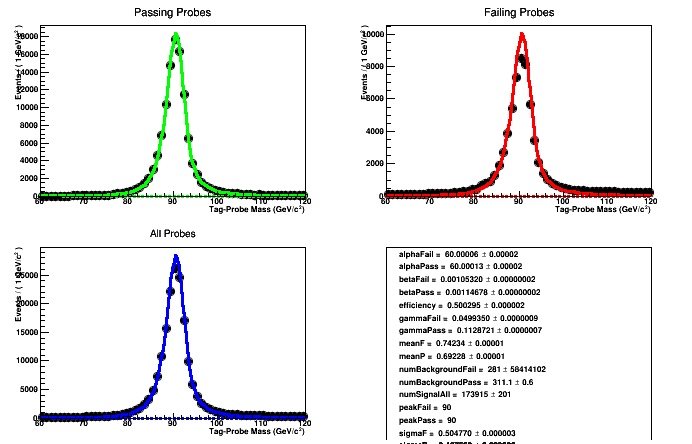 Passing Probes
Events / ( 1 GeV/c² )
18000
16000
14000
12000
10000
8000
6000
4000
2000
0
60 70 80 90 100 110 120
Tag-Probe Mass (GeV/c²)
Failing Probes
Events / ( 1 GeV/c² )
10000
8000
6000
4000
2000
0
60 70 80 90 100 110 120
Tag-Probe Mass (GeV/c²)
All Probes
Events / ( 1 GeV/c² )
25000
20000
15000
10000
5000
0
60 70 80 90 100 110 120
Tag-Probe Mass (GeV/c²)
alphaFail = 60.00006 ± 0.00002
alphaPass = 60.00013 ± 0.00002
betaFail = 0.00105320 ± 0.00000002
betaPass = 0.00114678 ± 0.00000002
efficiency = 0.500295 ± 0.000002
gammaFail = 0.0499350 ± 0.0000009
gammaPass = 0.1128721 ± 0.0000007
meanF = 0.74234 ± 0.00001
meanP = 0.69228 ± 0.00001
numBackgroundFail = 281 ± 58414102
numBackgroundPass = 311.1 ± 0.6
numSignalAll = 173915 ± 201
peakFail = 90
peakPass = 90
sigmaF = 0.504770 ± 0.000003